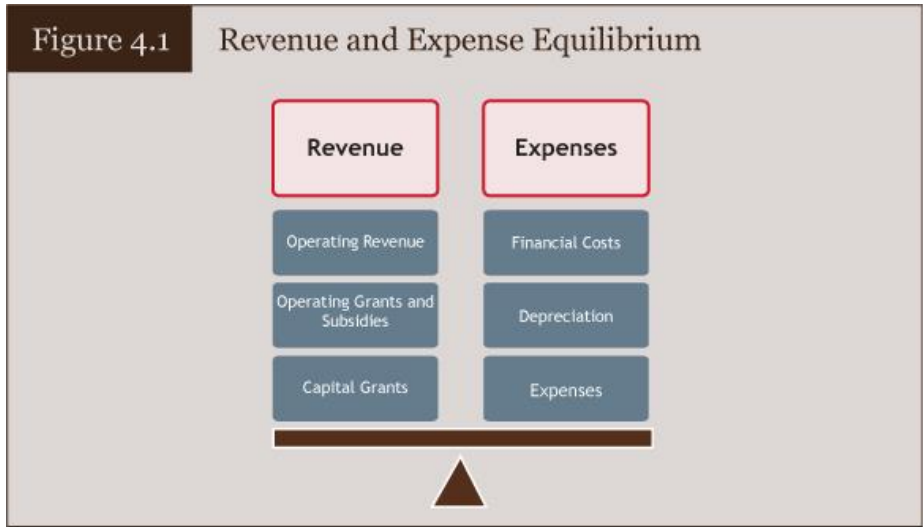 Figure 4.1
Revenue and Expense Equilibrium
Revenue
Expenses
Operating Revenue
Financial Costs
Operating Grants and
Subsidies
Depreciation
Capital Grants
Expenses